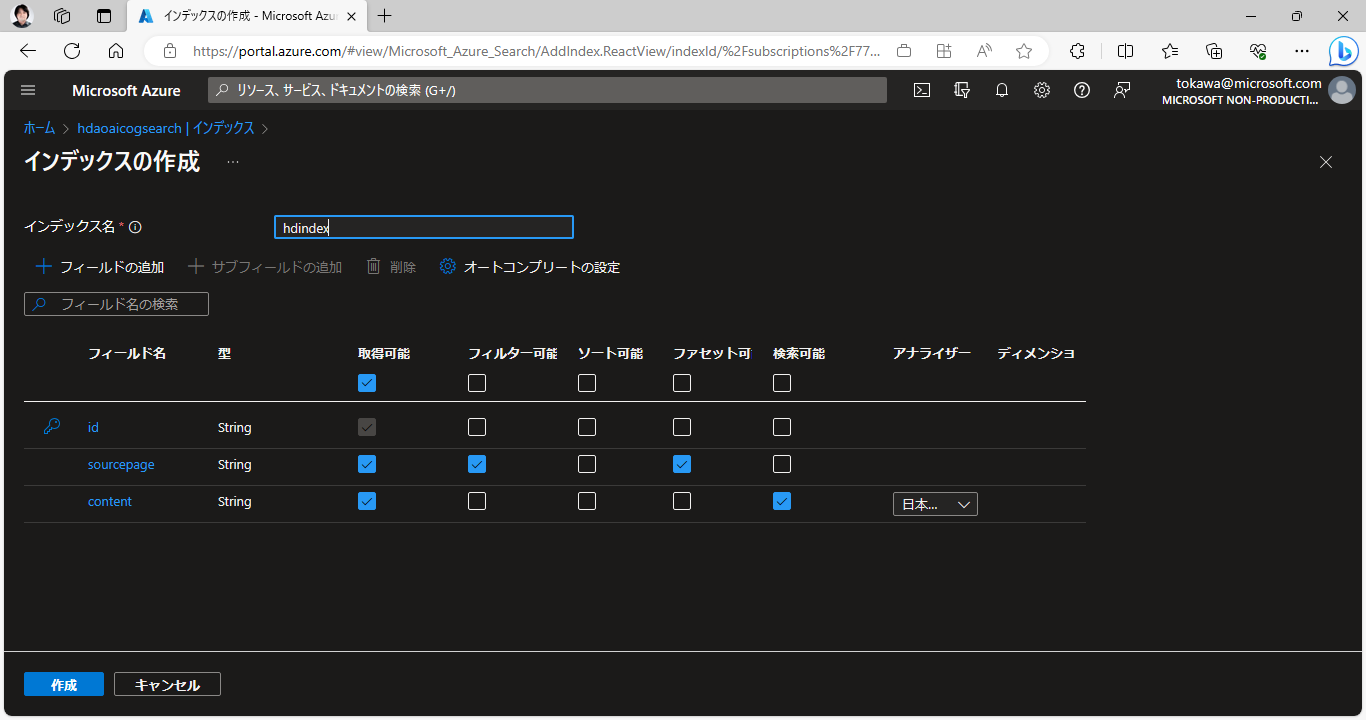 インデックスの作成 - Microsoft Azu
https://portal.azure.com/#view/Microsoft_Azure_Search/AddIndex.ReactView/indexId/%2Fsubscriptions%2F77...
Microsoft Azure
リソース、サービス、ドキュメントの検索 (G+/)
tokawa@microsoft.com
MICROSOFT NON-PRODUCTI...
ホーム > hdaoaicogsearch | インデックス >
インデックスの作成 ...
インデックス名 * hdindex
フィールドの追加 サブフィールドの追加 削除 オートコンプリートの設定
フィールド名の検索
フィールド名 型 取得可能 フィルター可能 ソート可能 ファセット可 検索可能 アナライザー ディメンショ
id String
sourcepage String
content String 日本...
作成 キャンセル